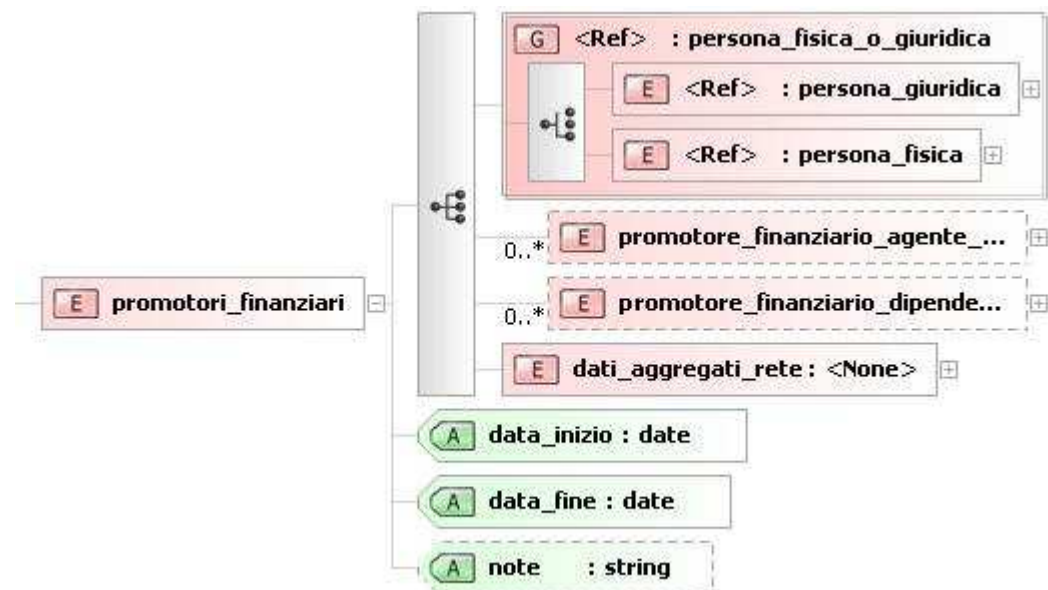 G <Ref> : persona_fisica_o_giuridica
E <Ref> : persona_giuridica
E <Ref> : persona_fisica
0..* E promotore_finanziario_agente_...
E promotori_finanziari
0..* E promotore_finanziario_dipende...
E dati_aggregati_rete : <None>
A data_inizio : date
A data_fine : date
A note : string